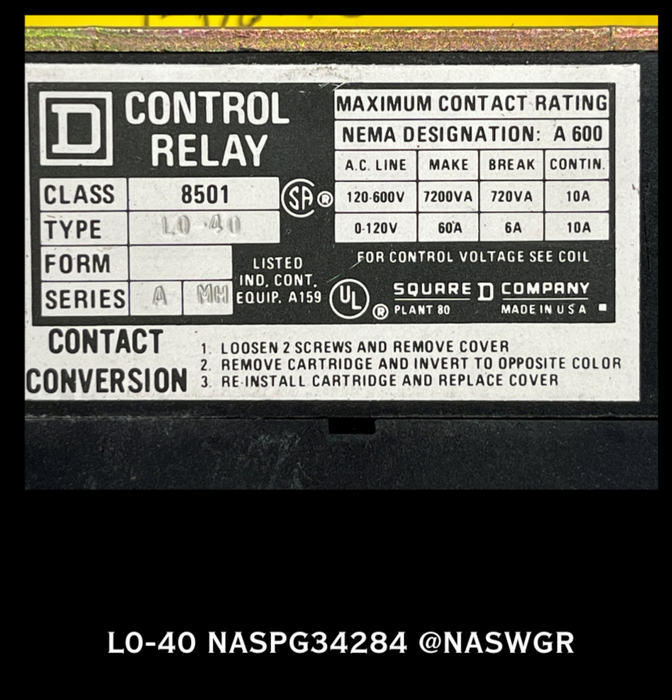 D CONTROL RELAY
CLASS 8501
TYPE LO-40
FORM
SERIES A MH
LISTED
IND. CONT.
EQUIP. A159
SA ®
UL ®
MAXIMUM CONTACT RATING
NEMA DESIGNATION: A 600
A.C. LINE MAKE BREAK CONTIN.
120-600V 7200VA 720VA 10A
0-120V 60A 6A 10A
FOR CONTROL VOLTAGE SEE COIL
SQUARE D COMPANY
PLANT 80 MADE IN U S A
CONTACT CONVERSION
1. LOOSEN 2 SCREWS AND REMOVE COVER
2. REMOVE CARTRIDGE AND INVERT TO OPPOSITE COLOR
3. RE-INSTALL CARTRIDGE AND REPLACE COVER
LO-40 NASPG34284 @NASWGR